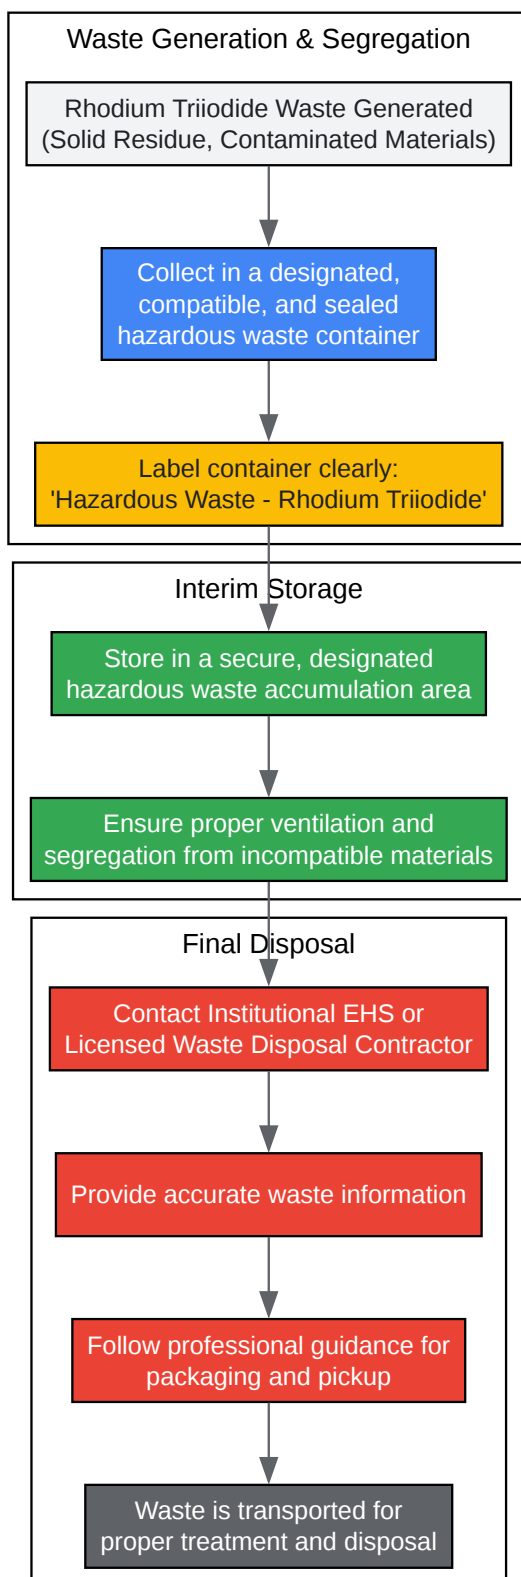 Waste Generation & Segregation
Rhodium Triiodide Waste Generated
(Solid Residue, Contaminated Materials)
Collect in a designated,
compatible, and sealed
hazardous waste container
Label container clearly:
'Hazardous Waste - Rhodium Triiodide'
Interim Storage
Store in a secure, designated
hazardous waste accumulation area
Ensure proper ventilation and
segregation from incompatible materials
Final Disposal
Contact Institutional EHS or
Licensed Waste Disposal Contractor
Provide accurate waste information
Follow professional guidance for
packaging and pickup
Waste is transported for
proper treatment and disposal